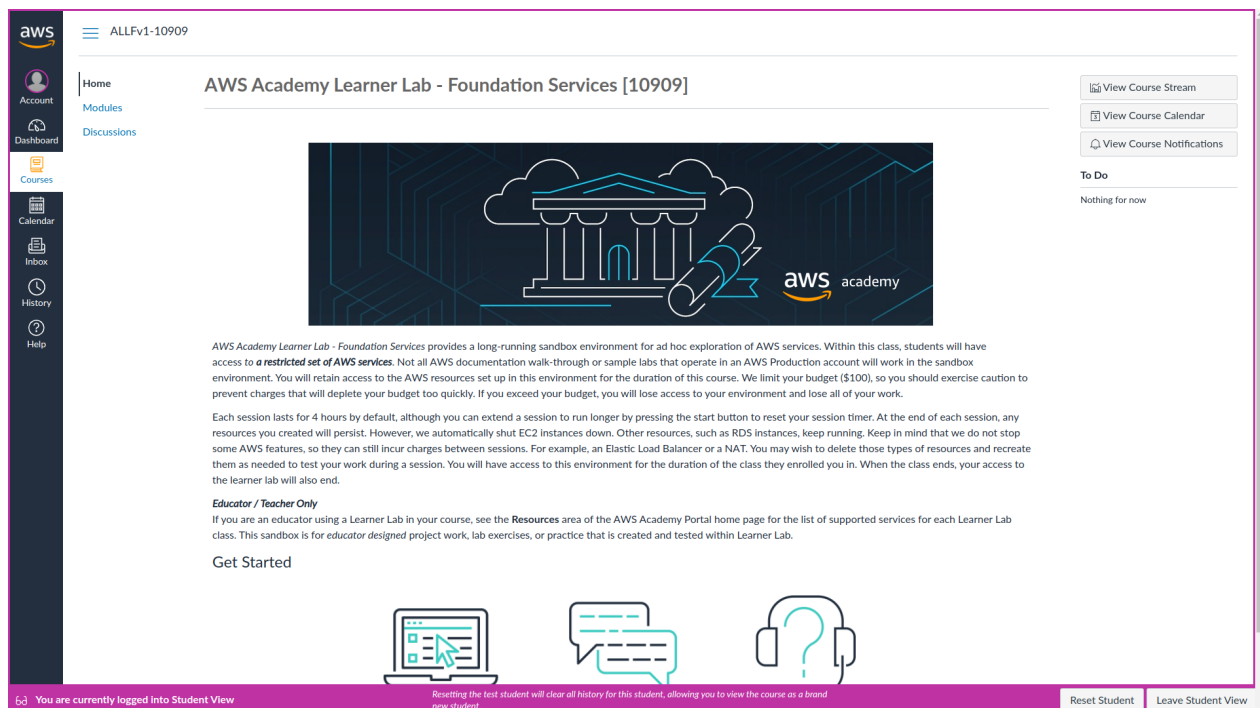 aws
ALLFv1-10909
Account
Dashboard
Courses
Calendar
Inbox
History
Help
Home
Modules
Discussions
AWS Academy Learner Lab - Foundation Services [10909]
aws academy
AWS Academy Learner Lab - Foundation Services provides a long-running sandbox environment for ad hoc exploration of AWS services. Within this class, students will have
access to a restricted set of AWS services. Not all AWS documentation walk-through or sample labs that operate in an AWS Production account will work in the sandbox
environment. You will retain access to the AWS resources set up in this environment for the duration of this course. We limit your budget ($100), so you should exercise caution to
prevent charges that will deplete your budget too quickly. If you exceed your budget, you will lose access to your environment and lose all of your work.
Each session lasts for 4 hours by default, although you can extend a session to run longer by pressing the start button to reset your session timer. At the end of each session, any
resources you created will persist. However, we automatically shut EC2 instances down. Other resources, such as RDS instances, keep running. Keep in mind that we do not stop
some AWS features, so they can still incur charges between sessions. For example, an Elastic Load Balancer or a NAT. You may wish to delete those types of resources and recreate
them as needed to test your work during a session. You will have access to this environment for the duration of the class they enrolled you in. When the class ends, your access to
the learner lab will also end.
Educator / Teacher Only
If you are an educator using a Learner Lab in your course, see the Resources area of the AWS Academy Portal home page for the list of supported services for each Learner Lab
class. This sandbox is for educator designed project work, lab exercises, or practice that is created and tested within Learner Lab.
Get Started
View Course Stream
View Course Calendar
View Course Notifications
To Do
Nothing for now
You are currently logged into Student View
Resetting the test student will clear all history for this student, allowing you to view the course as a brand
new student.
Reset Student
Leave Student View